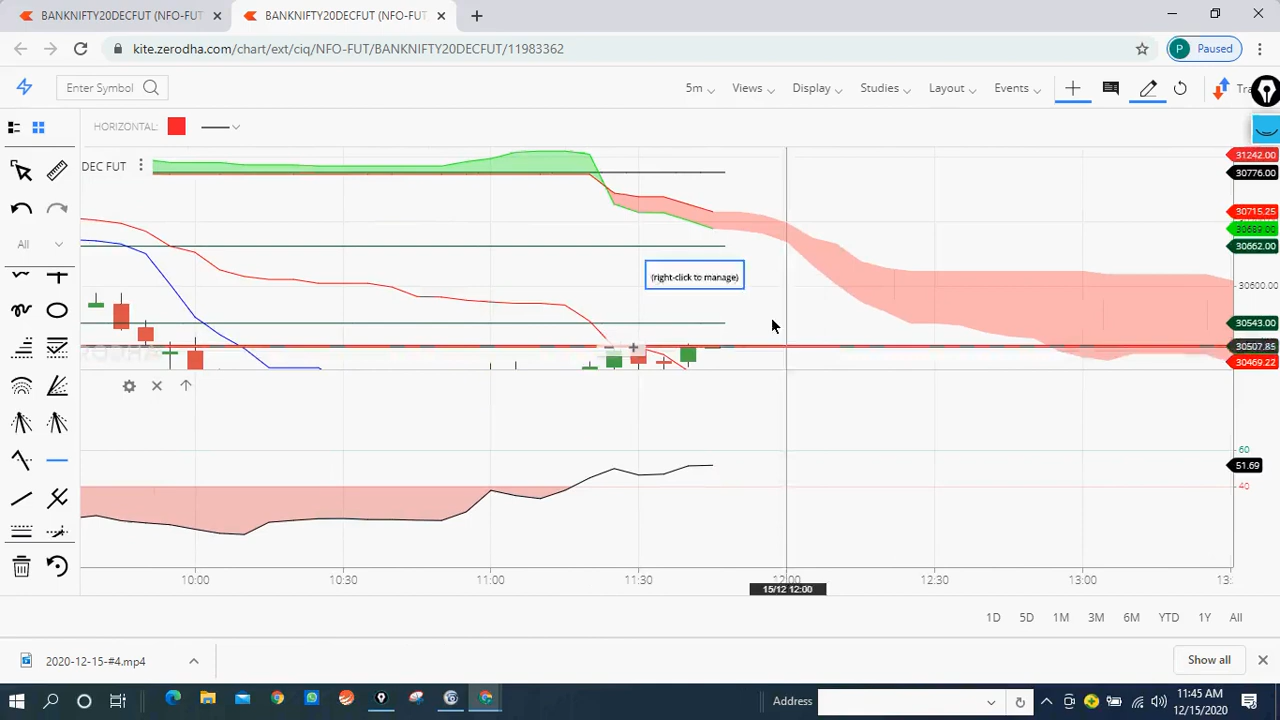 BANKNIFTY20DECFUT (NFO-FUT
BANKNIFTY20DECFUT (NFO-FUT
kite.zerodha.com/chart/ext/ciq/NFO-FUT/BANKNIFTY20DECFUT/11983362
P Paused
Enter Symbol
5m
Views
Display
Studies
Layout
Events
Tra
HORIZONTAL:
DEC FUT
31242.00
30776.00
30715.25
30689.00
30662.00
(right-click to manage)
All
30600.00
30543.00
30507.85
30469.22
60
51.69
40
10:00 10:30 11:00 11:30 12:00 12:30 13:00 13:
15/12 12:00
1D 5D 1M 3M 6M YTD 1Y All
2020-12-15-#4.mp4
Show all
Address
11:45 AM
12/15/2020